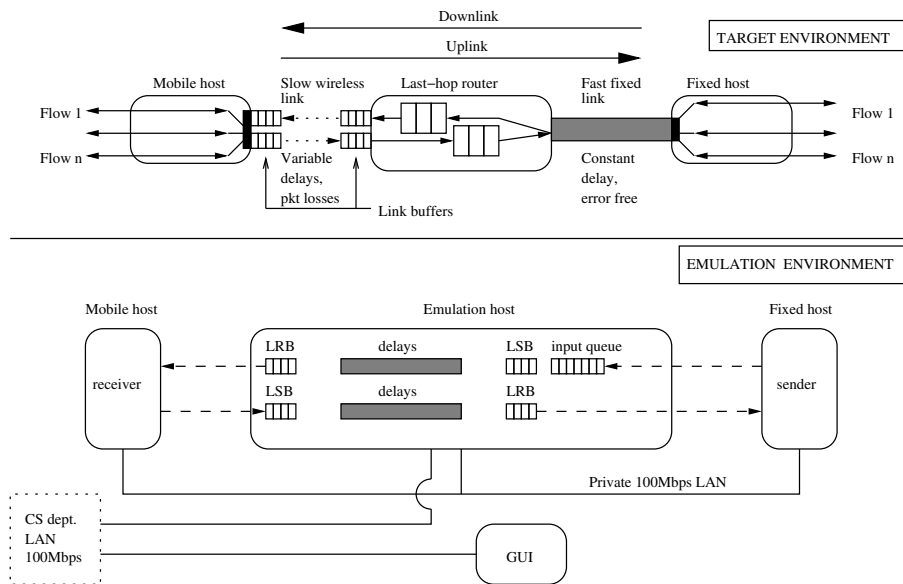 Downlink
TARGET ENVIRONMENT
Uplink
Mobile host
Slow wireless
link
Last-hop router
Fast fixed
link
Fixed host
Flow 1
Flow n
Flow 1
Flow n
Variable
delays,
pkt losses
Constant
delay,
error free
Link buffers
EMULATION ENVIRONMENT
Mobile host
Emulation host
Fixed host
LRB
delays
LSB
input queue
receiver
LSB
delays
LRB
sender
Private 100Mbps LAN
CS dept.
LAN
100Mbps
GUI